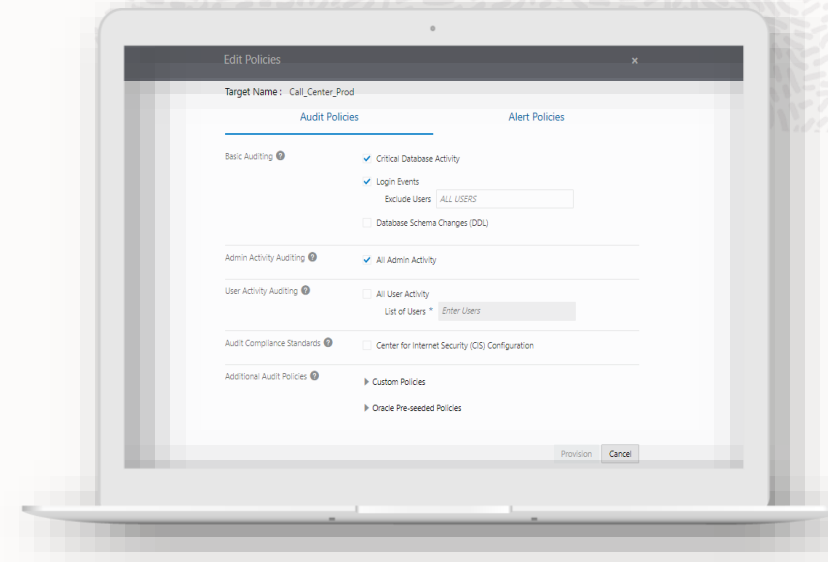 Edit Policies ×
Target Name : Call_Center_Prod
Audit Policies Alert Policies
Basic Auditing ? Critical Database Activity
Login Events
Exclude Users ALL USERS
Database Schema Changes (DDL)
Admin Activity Auditing ? All Admin Activity
User Activity Auditing ? All User Activity
List of Users * Enter Users
Audit Compliance Standards ? Center for Internet Security (CIS) Configuration
Additional Audit Policies ? Custom Policies
Oracle Pre-seeded Policies
Provision Cancel